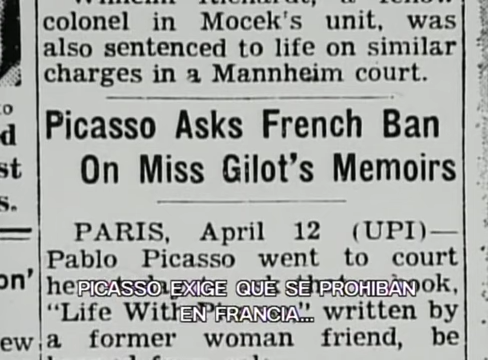 colonel in Mocek's unit, was
also sentenced to life on similar
charges in a Mannheim court.
Picasso Asks French Ban
On Miss Gilot's Memoirs
PARIS, April 12 (UPI)—
Pablo Picasso went to court
PICASSO EXIGE QUE SE PROHIBAN
EN FRANCIA...
"Life With written by
a former woman friend, be